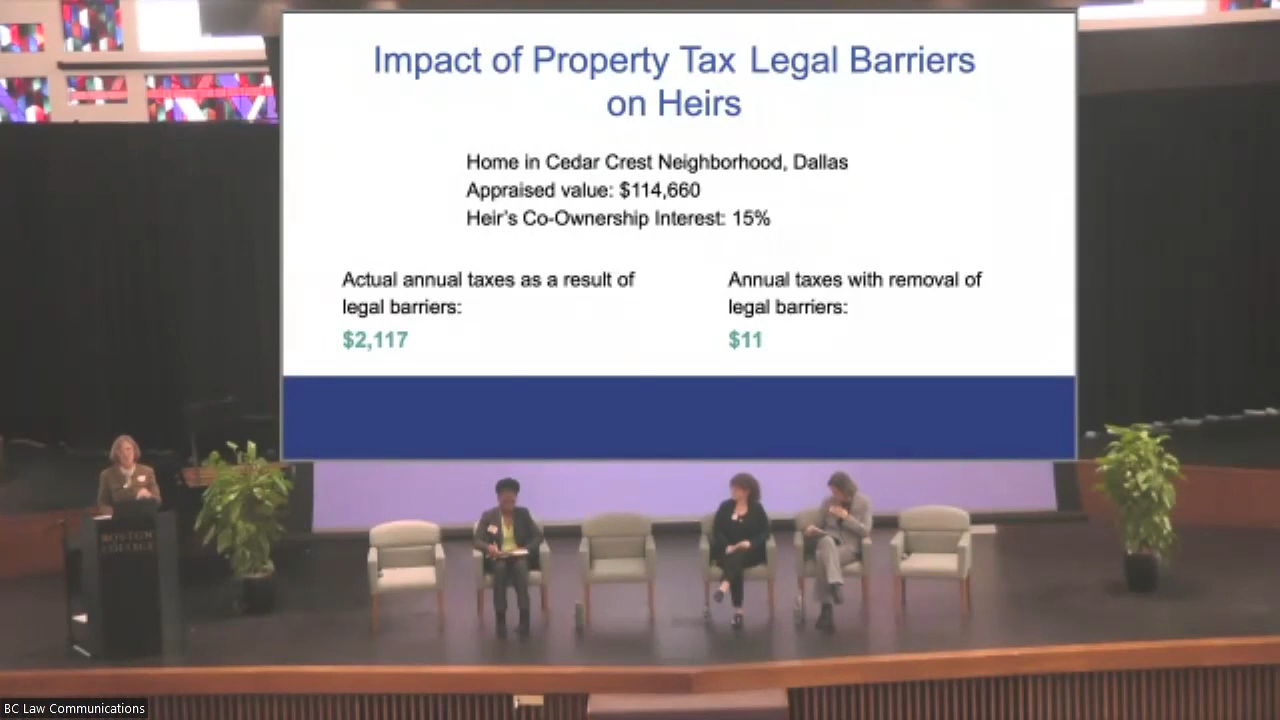 Impact of Property Tax Legal Barriers
on Heirs
Home in Cedar Crest Neighborhood, Dallas
Appraised value: $114,660
Heir's Co-Ownership Interest: 15%
Actual annual taxes as a result of
legal barriers:
$2,117
Annual taxes with removal of
legal barriers:
$11
BOSTON
COLLEGE
BC Law Communications